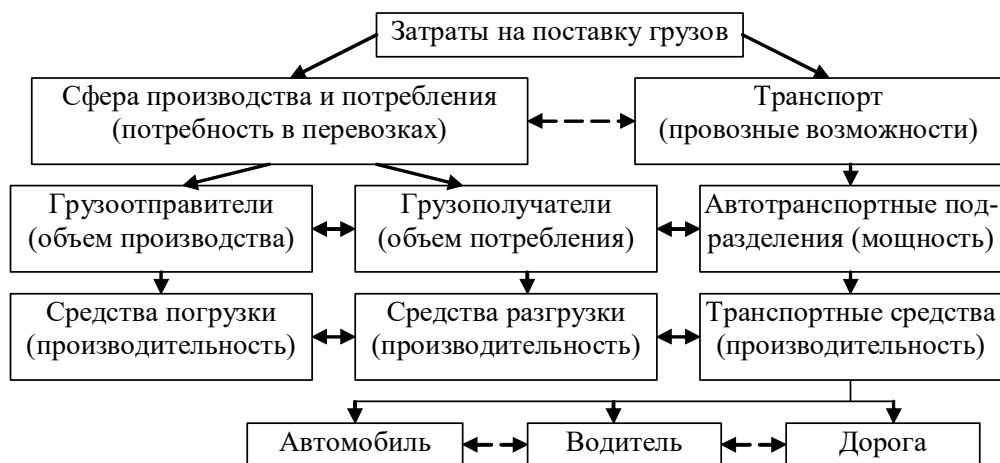 Затраты на поставку грузов
Сфера производства и потребления
(потребность в перевозках)
Транспорт
(провозные возможности)
Грузоотправители
(объем производства)
Грузополучатели
(объем потребления)
Автотранспортные под-
разделения (мощность)
Средства погрузки
(производительность)
Средства разгрузки
(производительность)
Транспортные средства
(производительность)
Автомобиль
Водитель
Дорога